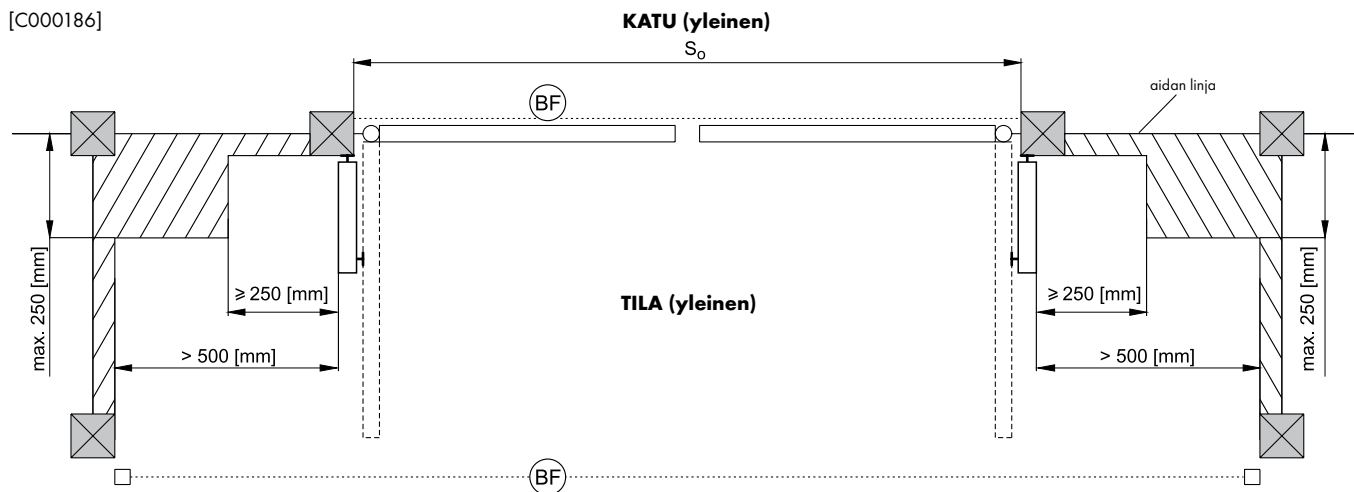 [C000186]
KATU (yleinen)
So
BF
aidan linja
max. 250 [mm]
≥ 250 [mm]
> 500 [mm]
TILA (yleinen)
≥ 250 [mm]
> 500 [mm]
max. 250 [mm]
BF